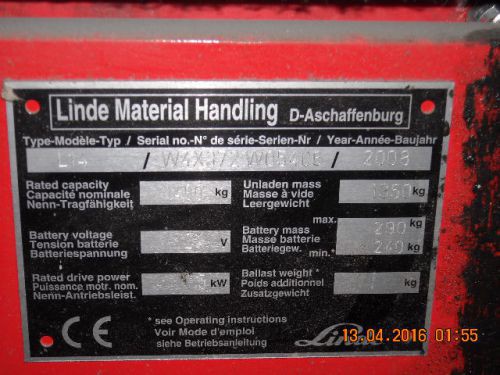 Linde Material Handling D-Aschaffenburg
Type-Modèle-Typ / Serial no.-N° de série-Serien-Nr / Year-Année-Baujahr
L14 / / 2008
Rated capacity
Capacité nominale
Nenn-Tragfähigkeit
kg
Unladen mass
Masse à vide
Leergewicht
kg
Battery voltage
Tension batterie
Batteriespannung
V
Battery mass
Masse batterie
Batteriegew.
max. 290 kg
min.* 240 kg
Rated drive power
Puissance motr. nom.
Nenn-Antriebsleist.
kW
Ballast weight *
Poids additionnel
Zusatzgewicht
kg
CE
* see Operating instructions
Voir Mode d'emploi
siehe Betriebsanleitung
Linde
13.04.2016 01:55